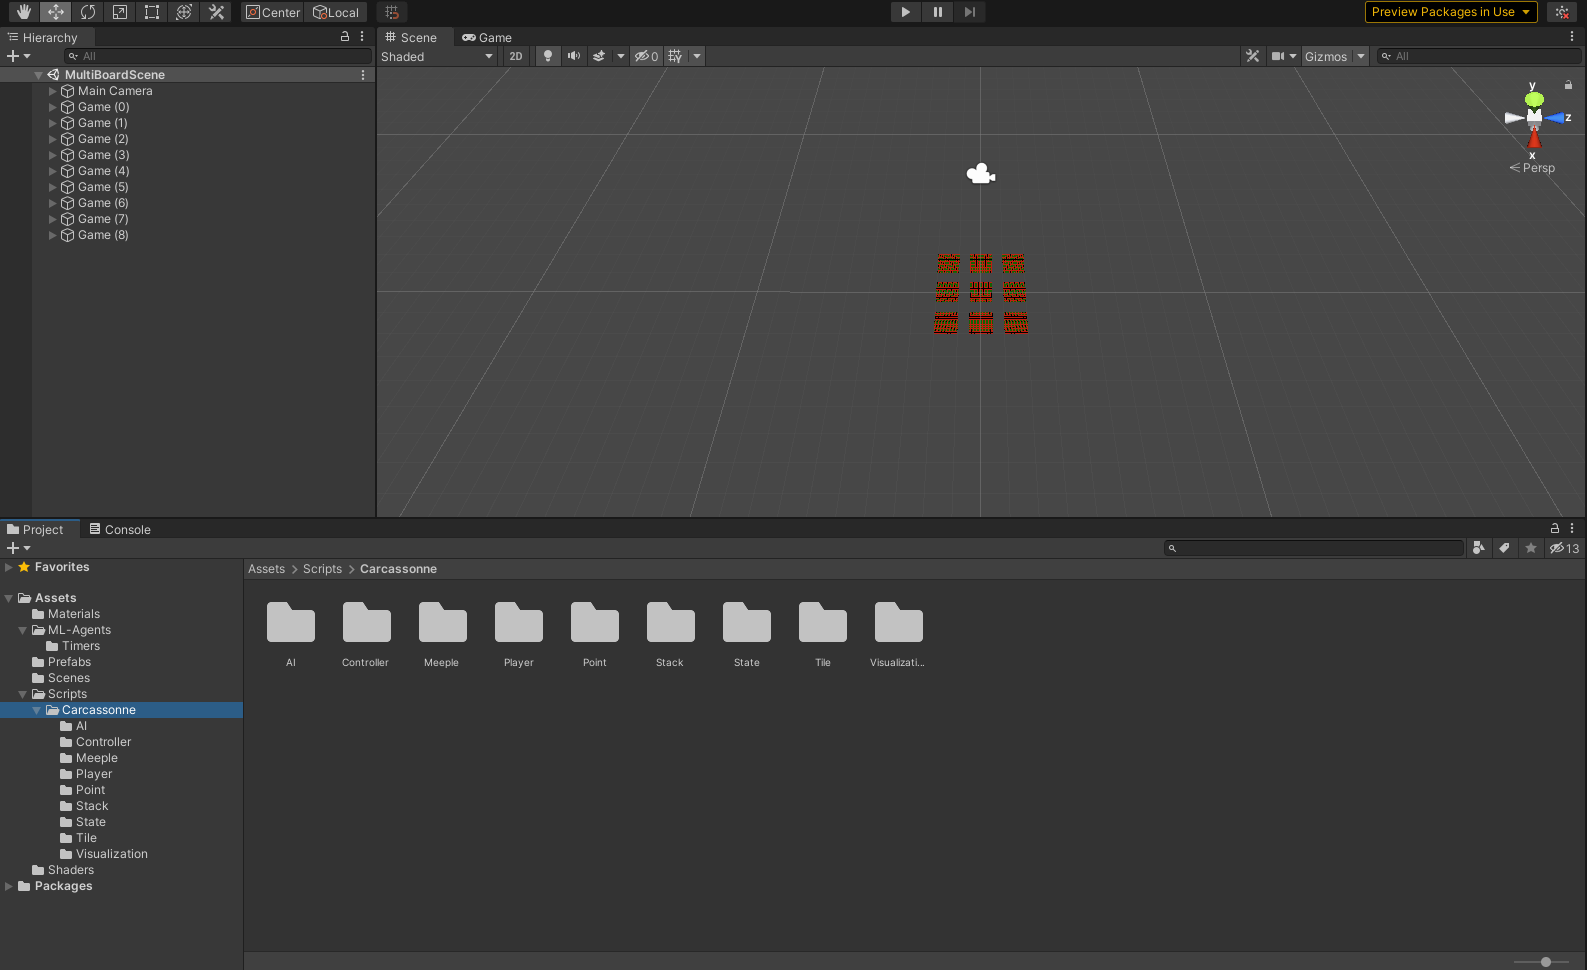 Center Local Preview Packages in Use
Hierarchy
All
MultiBoardScene
Main Camera
Game (0)
Game (1)
Game (2)
Game (3)
Game (4)
Game (5)
Game (6)
Game (7)
Game (8)
Scene Game
Shaded 2D 0 Gizmos All
y
z
x
Persp
Project Console
13
Favorites
Assets
Materials
ML-Agents
Timers
Prefabs
Scenes
Scripts
Carcassonne
AI
Controller
Meeple
Player
Point
Stack
State
Tile
Visualization
Shaders
Packages
Assets > Scripts > Carcassonne
AI Controller Meeple Player Point Stack State Tile Visualizati...